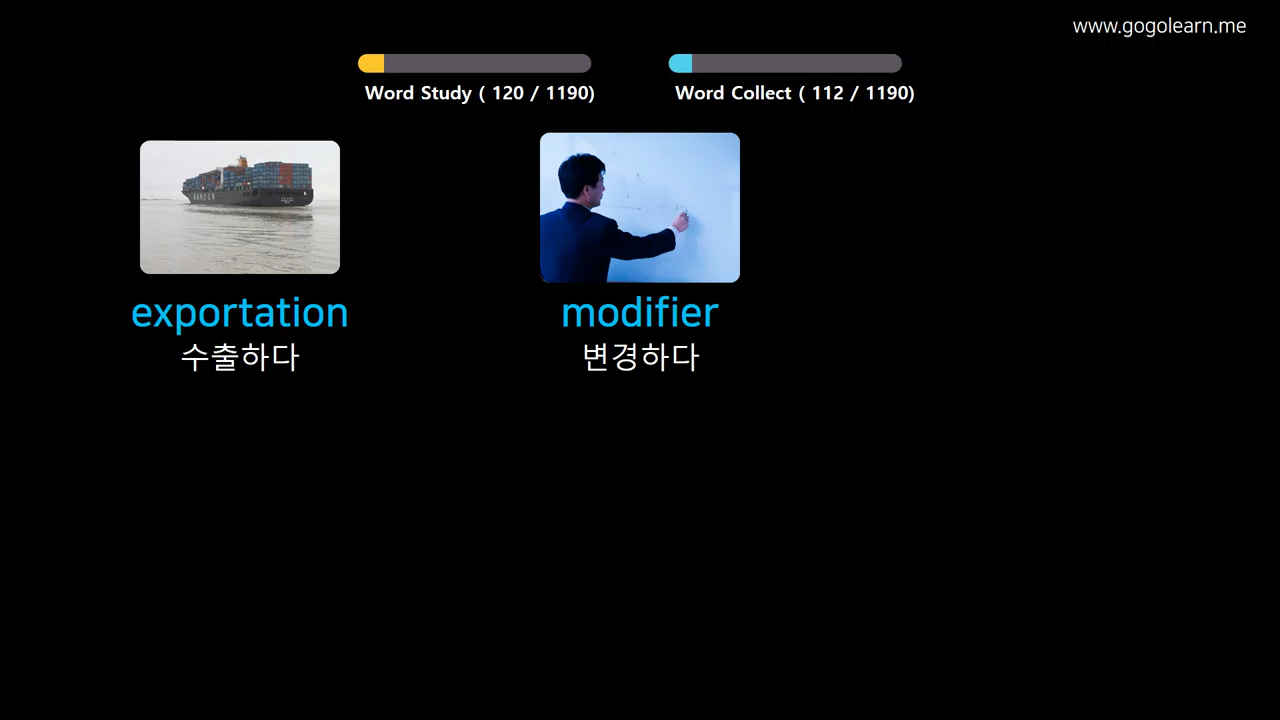 www.gogolearn.me
Word Study ( 120 / 1190)
Word Collect ( 112 / 1190)
HANJIN
exportation
modifier
수출하다
변경하다